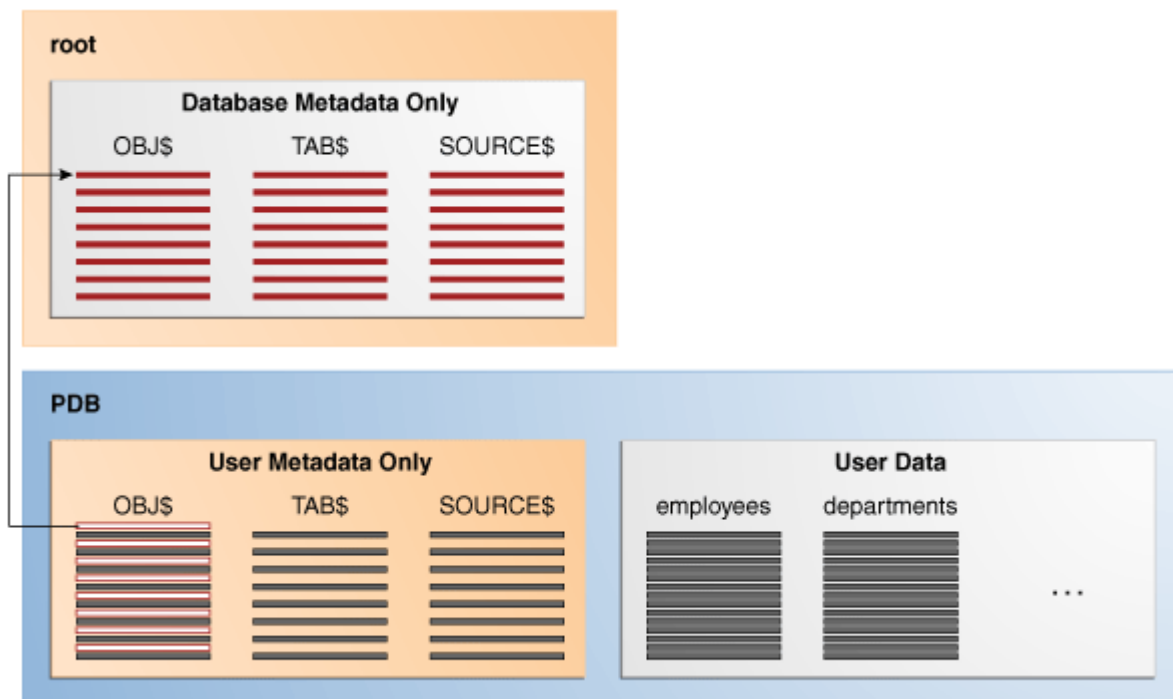 root
Database Metadata Only
OBJ$ TAB$ SOURCE$
PDB
User Metadata Only
OBJ$ TAB$ SOURCE$
User Data
employees departments
...